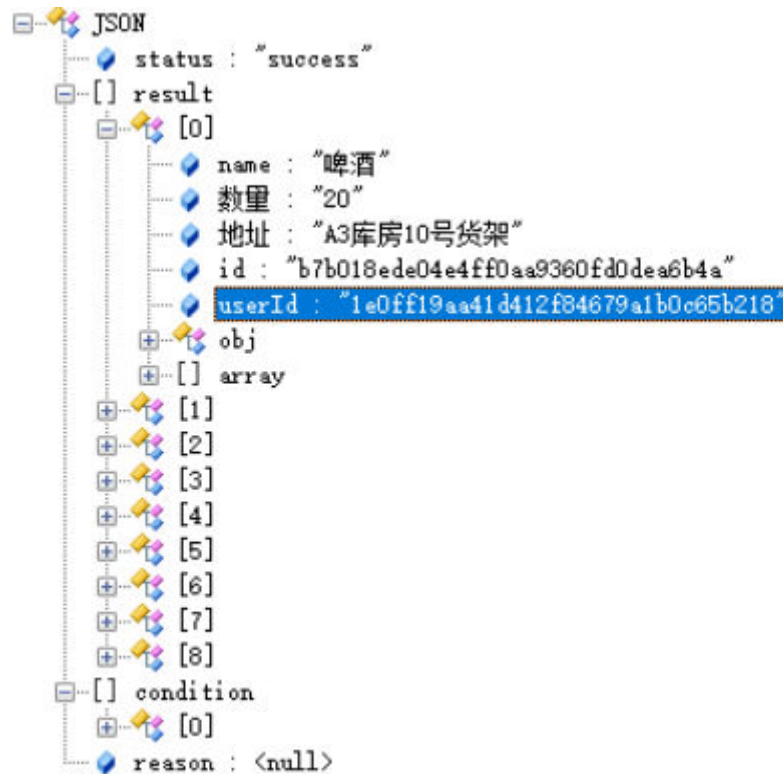 JSON
status : "success"
[] result
[0]
name : "啤酒"
数量 : "20"
地址 : "A3库房10号货架"
id : "b7b018ede04e4ff0aa9360fd0dea6b4a"
userId : "1e0ff19aa41d412f84679a1b0c65b218"
obj
[] array
[1]
[2]
[3]
[4]
[5]
[6]
[7]
[8]
[] condition
[0]
reason : <null>